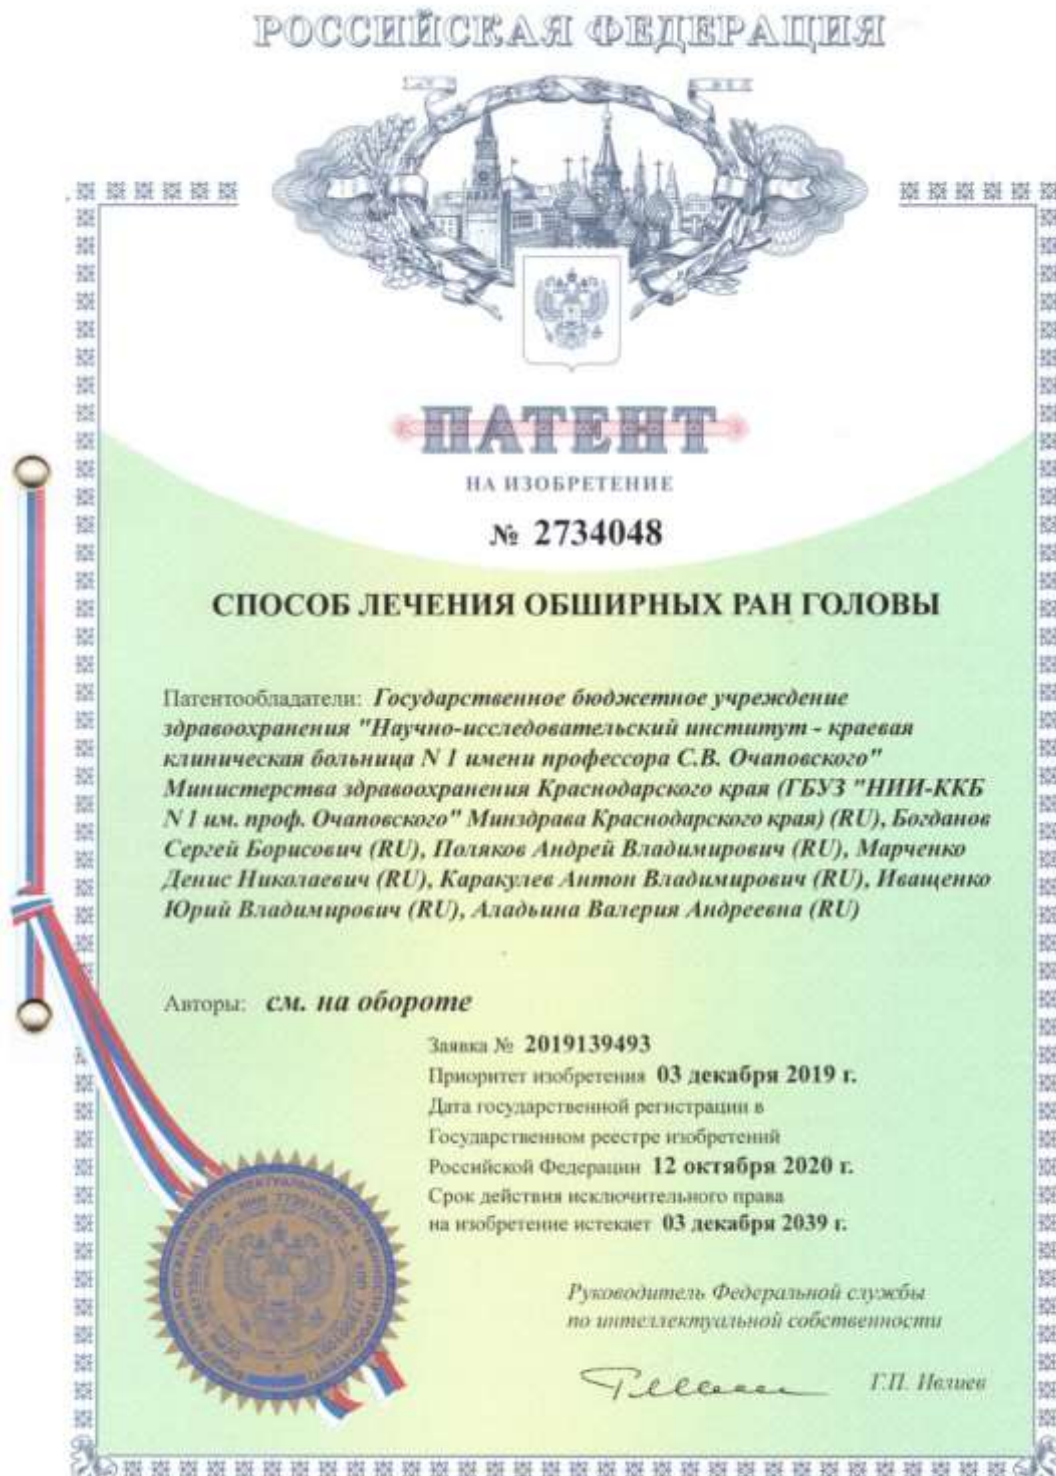 РОССИЙСКАЯ ФЕДЕРАЦИЯ
ПАТЕНТ
НА ИЗОБРЕТЕНИЕ
№ 2734048
СПОСОБ ЛЕЧЕНИЯ ОБШИРНЫХ РАН ГОЛОВЫ
Патентообладатели: Государственное бюджетное учреждение
здравоохранения "Научно-исследовательский институт - краевая
клиническая больница N 1 имени профессора С.В. Очаповского"
Министерства здравоохранения Краснодарского края (ГБУЗ "НИИ-ККБ
N 1 им. проф. Очаповского" Минздрава Краснодарского края) (RU), Богданов
Сергей Борисович (RU), Поляков Андрей Владимирович (RU), Марченко
Денис Николаевич (RU), Каракулев Антон Владимирович (RU), Иващенко
Юрий Владимирович (RU), Аладьина Валерия Андреевна (RU)
Авторы: см. на обороте
Заявка № 2019139493
Приоритет изобретения 03 декабря 2019 г.
Дата государственной регистрации в
Государственном реестре изобретений
Российской Федерации 12 октября 2020 г.
Срок действия исключительного права
на изобретение истекает 03 декабря 2039 г.
Руководитель Федеральной службы
по интеллектуальной собственности
Г.П. Ивлиев